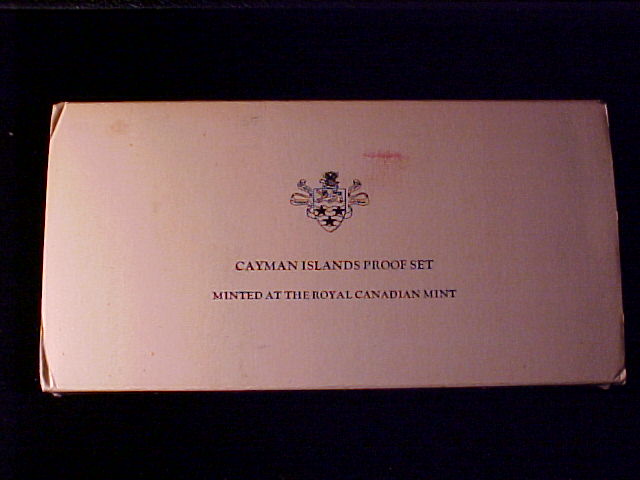 CAYMAN ISLANDS PROOF SET
MINTED AT THE ROYAL CANADIAN MINT